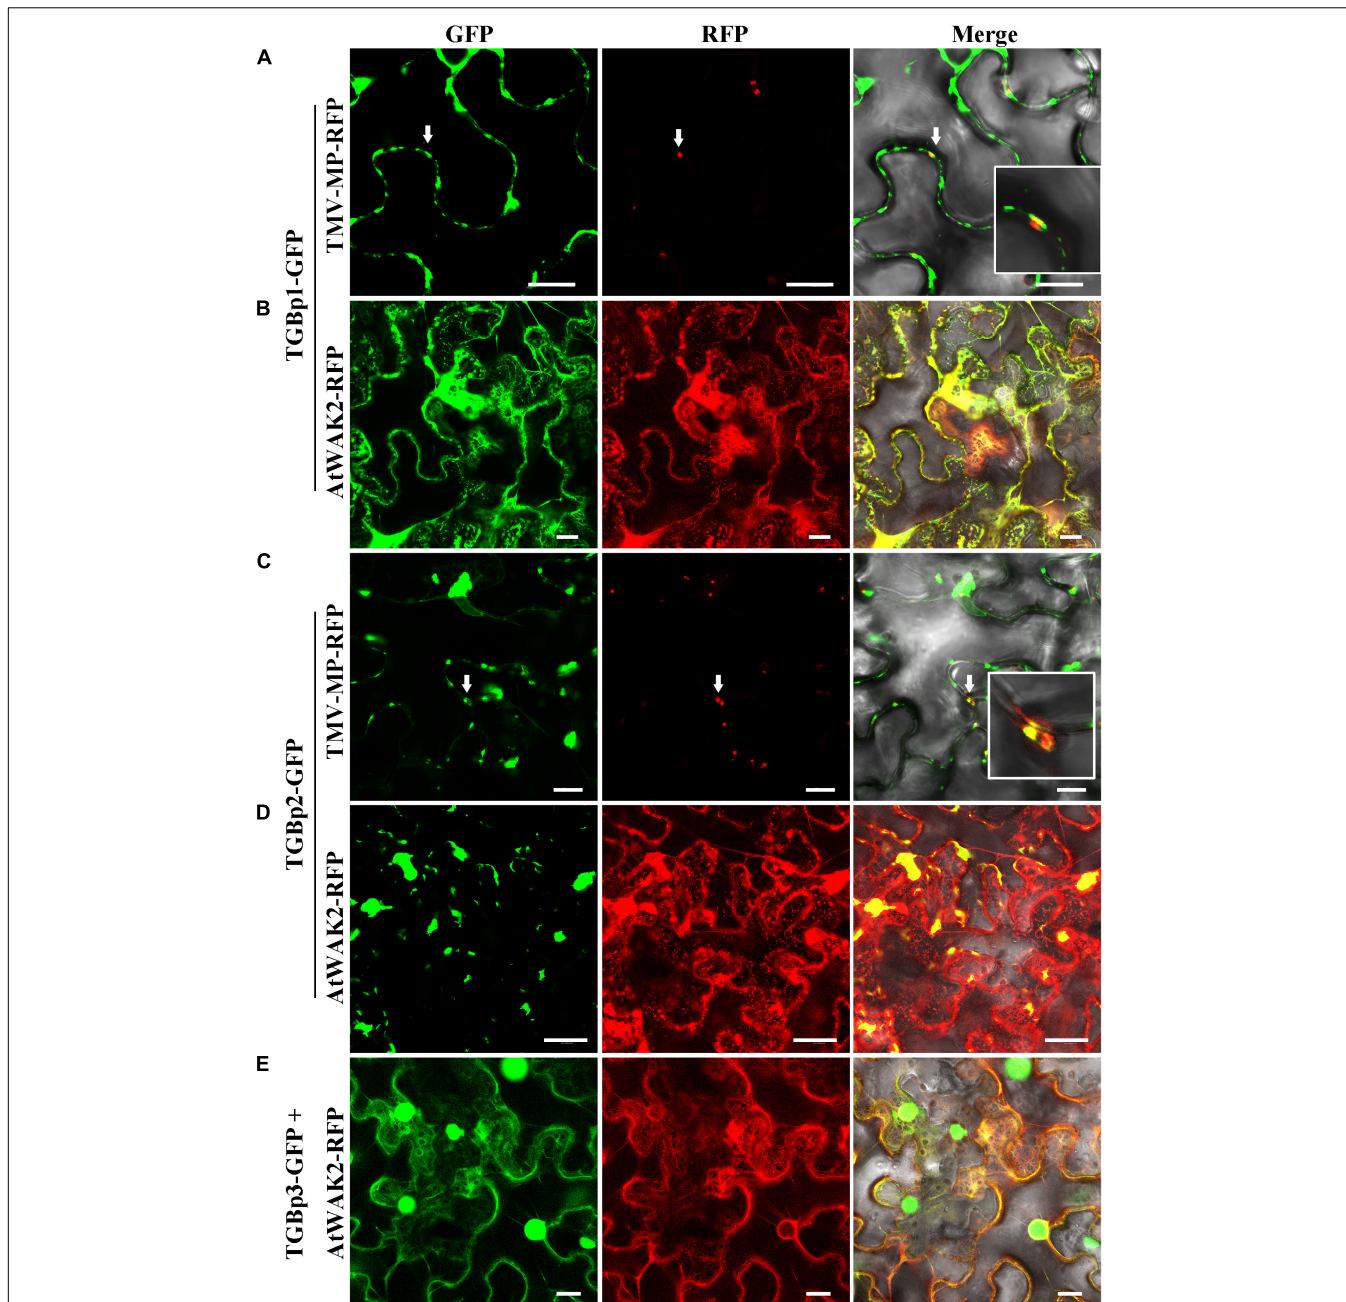 GFP RFP Merge
A
TGBp1-GFP
TMV-MP-RFP
B
AtWAK2-RFP
C
TGBp2-GFP
TMV-MP-RFP
D
AtWAK2-RFP
E
TGBp3-GFP +
AtWAK2-RFP